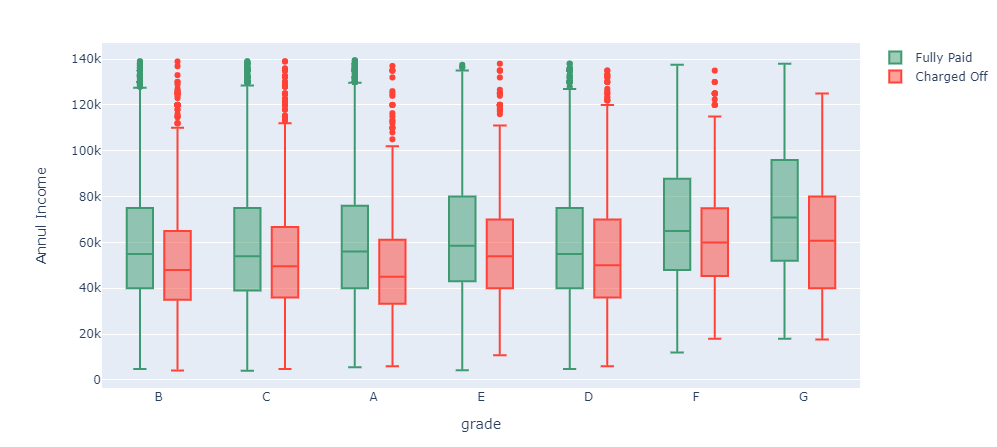 140k
120k
100k
80k
60k
40k
20k
0
Annul Income
B C A E D F G
grade
Fully Paid
Charged Off